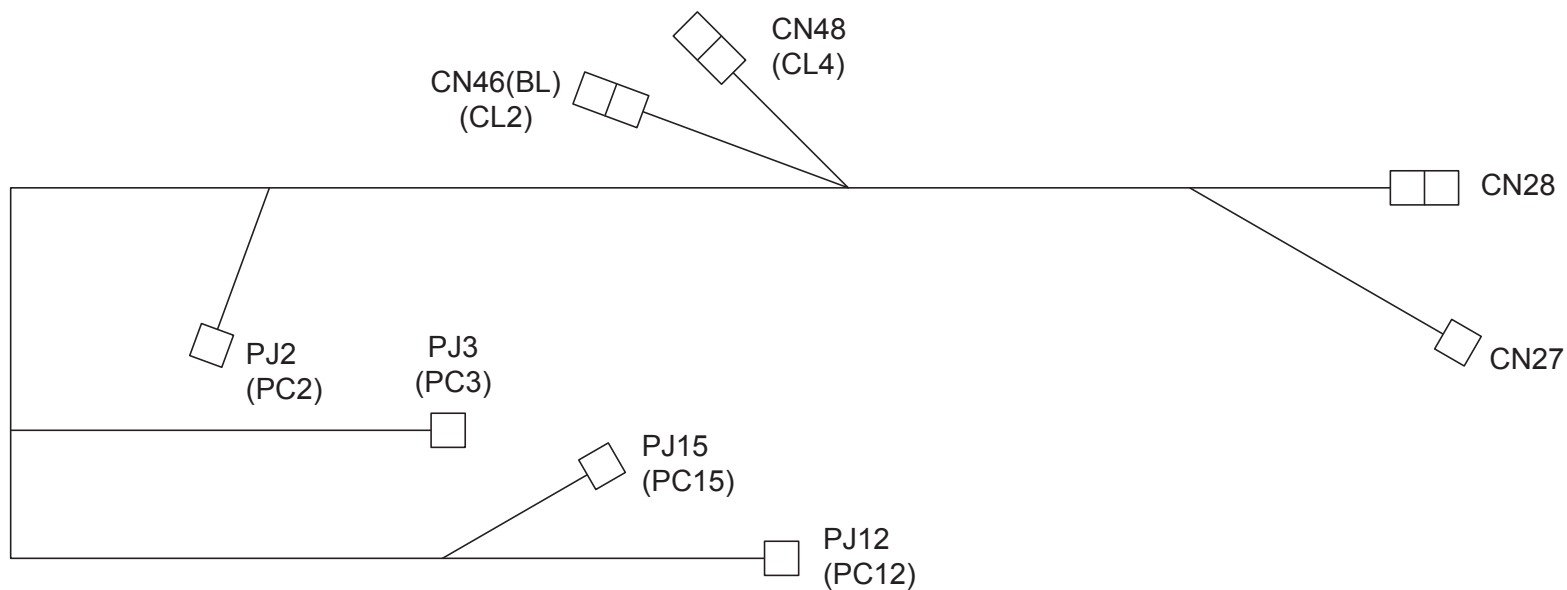 CN48
(CL4)
CN46(BL)
(CL2)
CN28
PJ2
(PC2)
PJ3
(PC3)
CN27
PJ15
(PC15)
PJ12
(PC12)